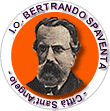 I.C. BERTRANDO SPAVENTA
- Città Sant'Angelo -